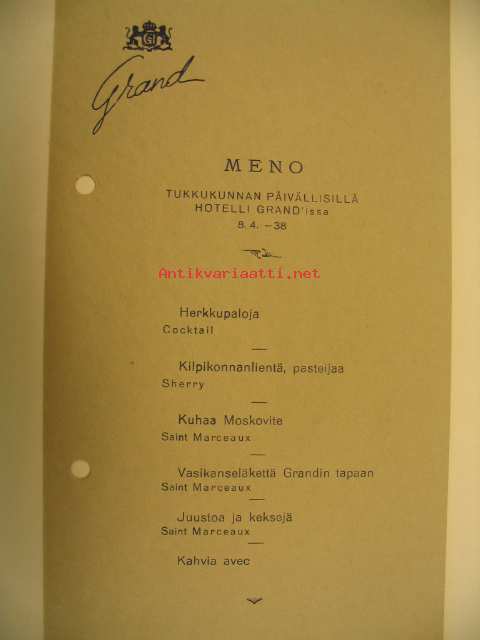 G
Grand
MENO
TUKKUKUNNAN PÄIVÄLLISILLÄ
HOTELLI GRAND'issa
8. 4. –38
Antikvariaatti.net
Herkkupaloja
Cocktail
Kilpikonnanlientä, pasteijaa
Sherry
Kuhaa Moskovite
Saint Marceaux
Vasikanseläkettä Grandin tapaan
Saint Marceaux
Juustoa ja keksejä
Saint Marceaux
Kahvia avec